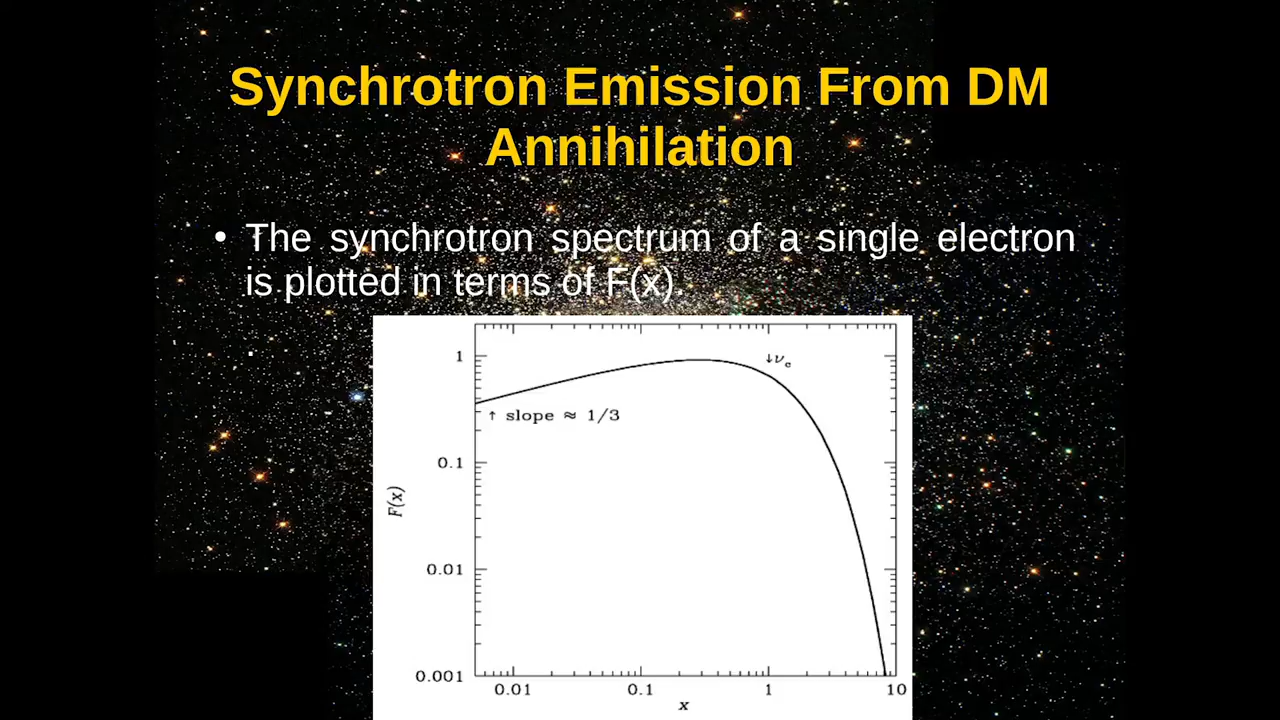 Synchrotron Emission From DM
Annihilation
• The synchrotron spectrum of a single electron
is plotted in terms of F(x).
.
1
↓νc
↑ slope ≈ 1/3
0.1
F(x)
0.01
0.001
0.01 0.1 1 10
x